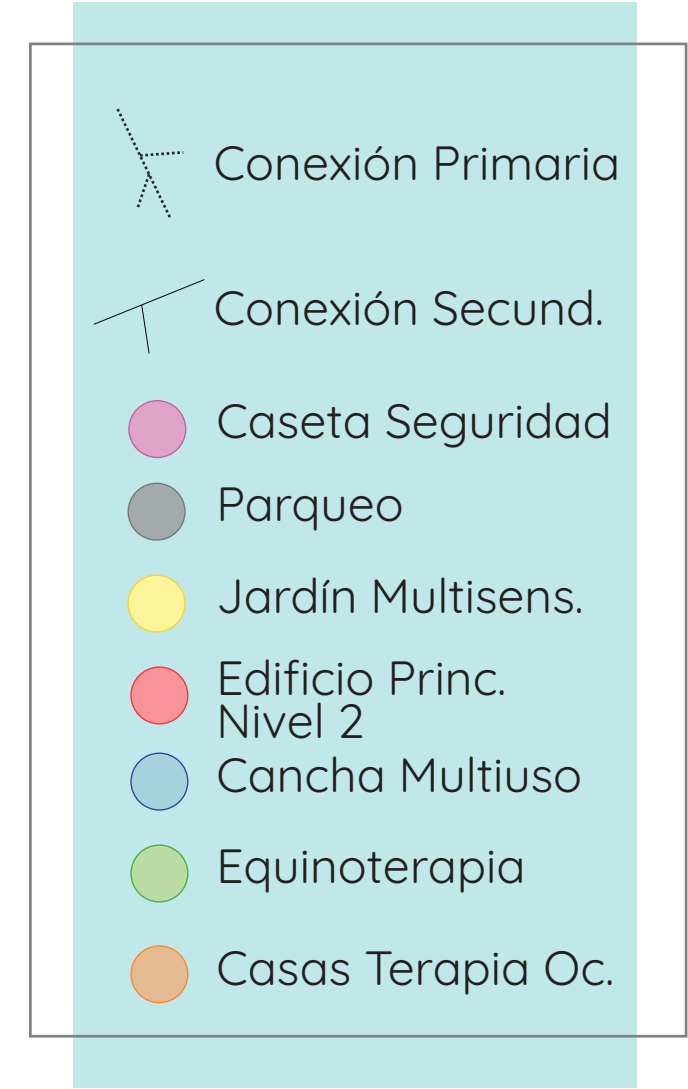 Conexión Primaria
Conexión Secund.
Caseta Seguridad
Parqueo
Jardín Multisens.
Edificio Princ.
Nivel 2
Cancha Multiuso
Equinoterapia
Casas Terapia Oc.